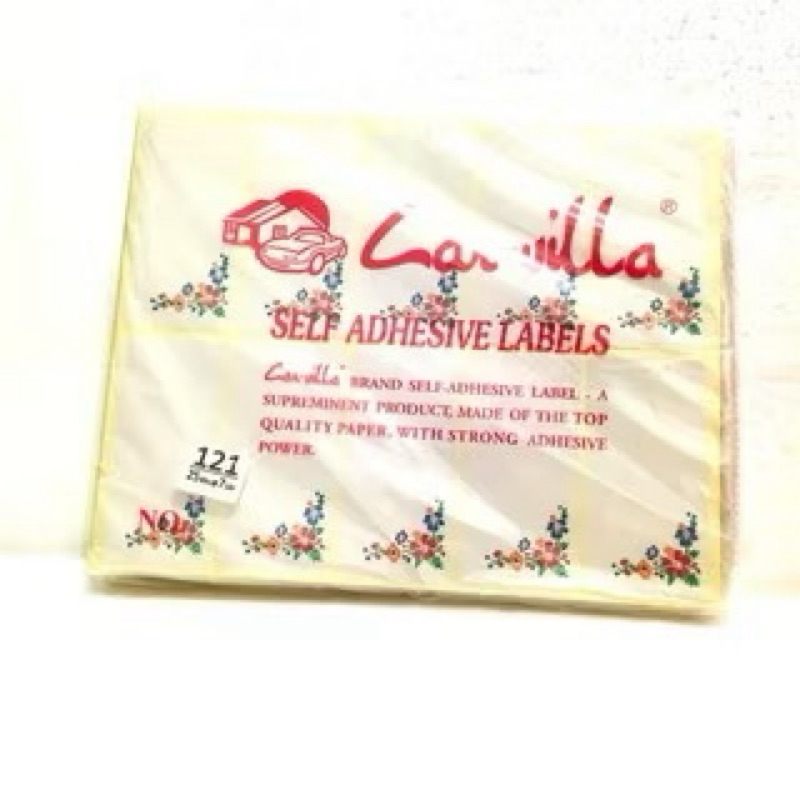 Carvilla ®
SELF ADHESIVE LABELS
Carvilla BRAND SELF-ADHESIVE LABEL - A
SUPREMINENT PRODUCT, MADE OF THE TOP
QUALITY PAPER, WITH STRONG ADHESIVE
POWER.
121
NO.